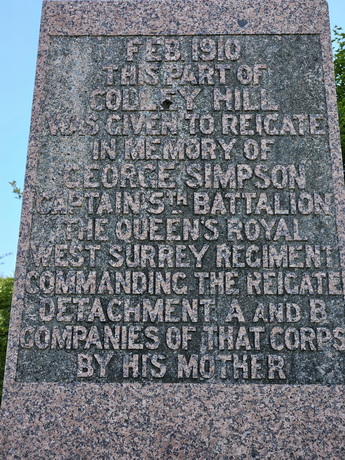 FEB 1910
THIS PART OF
COLLEY HILL
WAS GIVEN TO REIGATE
IN MEMORY OF
GEORGE SIMPSON
CAPTAIN 5TH BATTALION
THE QUEEN'S ROYAL
WEST SURREY REGIMENT
COMMANDING THE REIGATE
DETACHMENT A AND B
COMPANIES OF THAT CORPS
BY HIS MOTHER